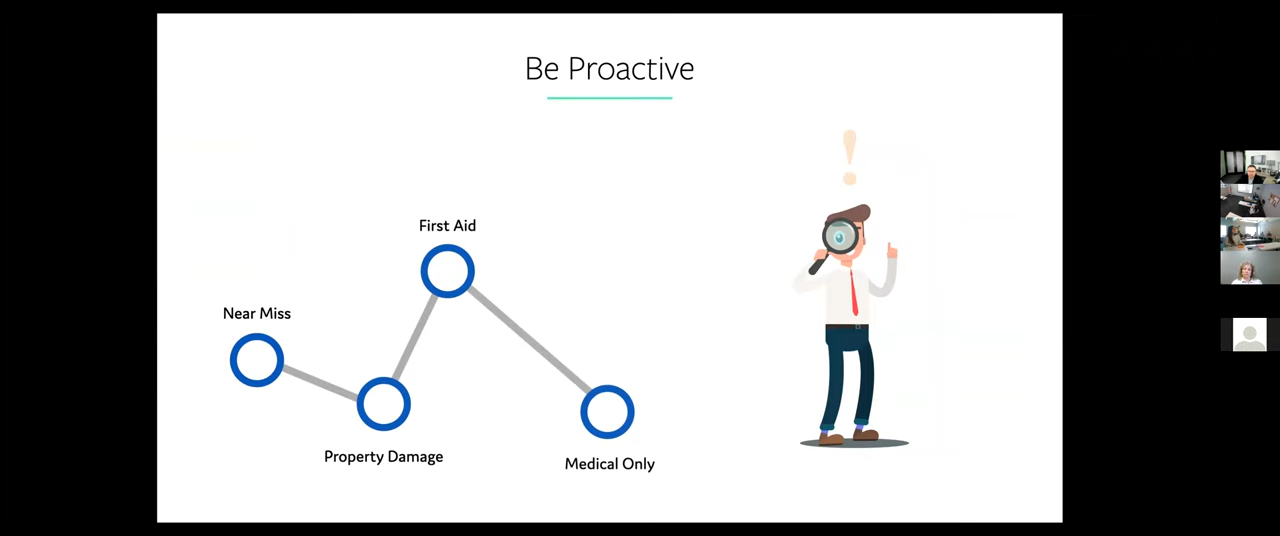 Be Proactive
First Aid
Near Miss
Property Damage
Medical Only